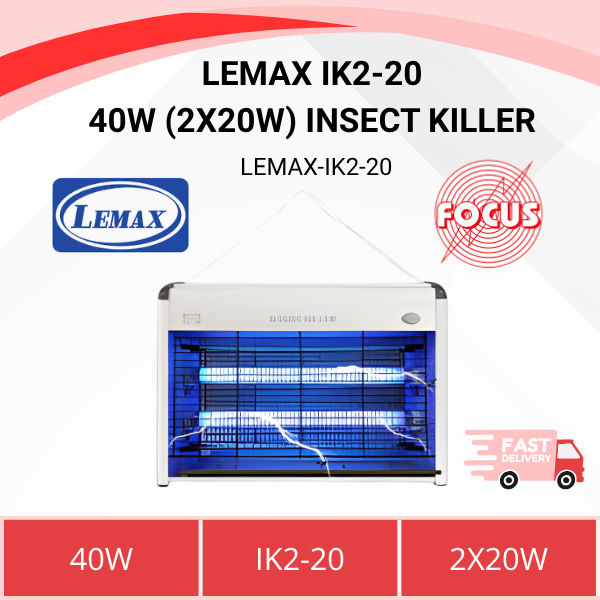 LEMAX IK2-20
40W (2X20W) INSECT KILLER
LEMAX-IK2-20
LEMAX
FOCUS
FAST
DELIVERY
40W
IK2-20
2X20W